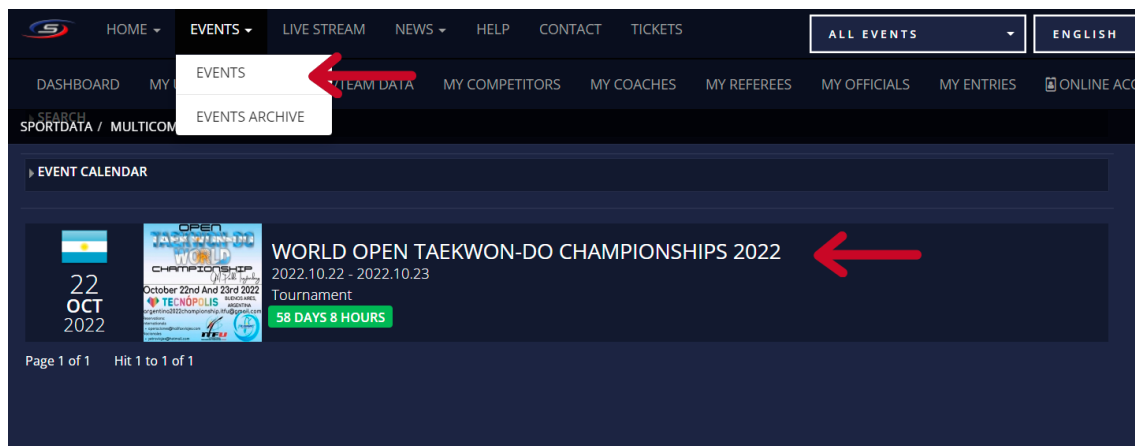 HOME EVENTS LIVE STREAM NEWS HELP CONTACT TICKETS ALL EVENTS ENGLISH
EVENTS
DASHBOARD MY TEAM DATA MY COMPETITORS MY COACHES MY REFEREES MY OFFICIALS MY ENTRIES ONLINE ACC
EVENTS ARCHIVE
SEARCH
SPORTDATA / MULTICOM
EVENT CALENDAR
22
OCT
2022
OPEN
TAEKWON-DO
WORLD
CHAMPIONSHIP
October 22nd And 23rd 2022
TECNÓPOLIS BUENOS AIRES, ARGENTINA
WORLD OPEN TAEKWON-DO CHAMPIONSHIPS 2022
2022.10.22 - 2022.10.23
Tournament
58 DAYS 8 HOURS
Page 1 of 1 Hit 1 to 1 of 1